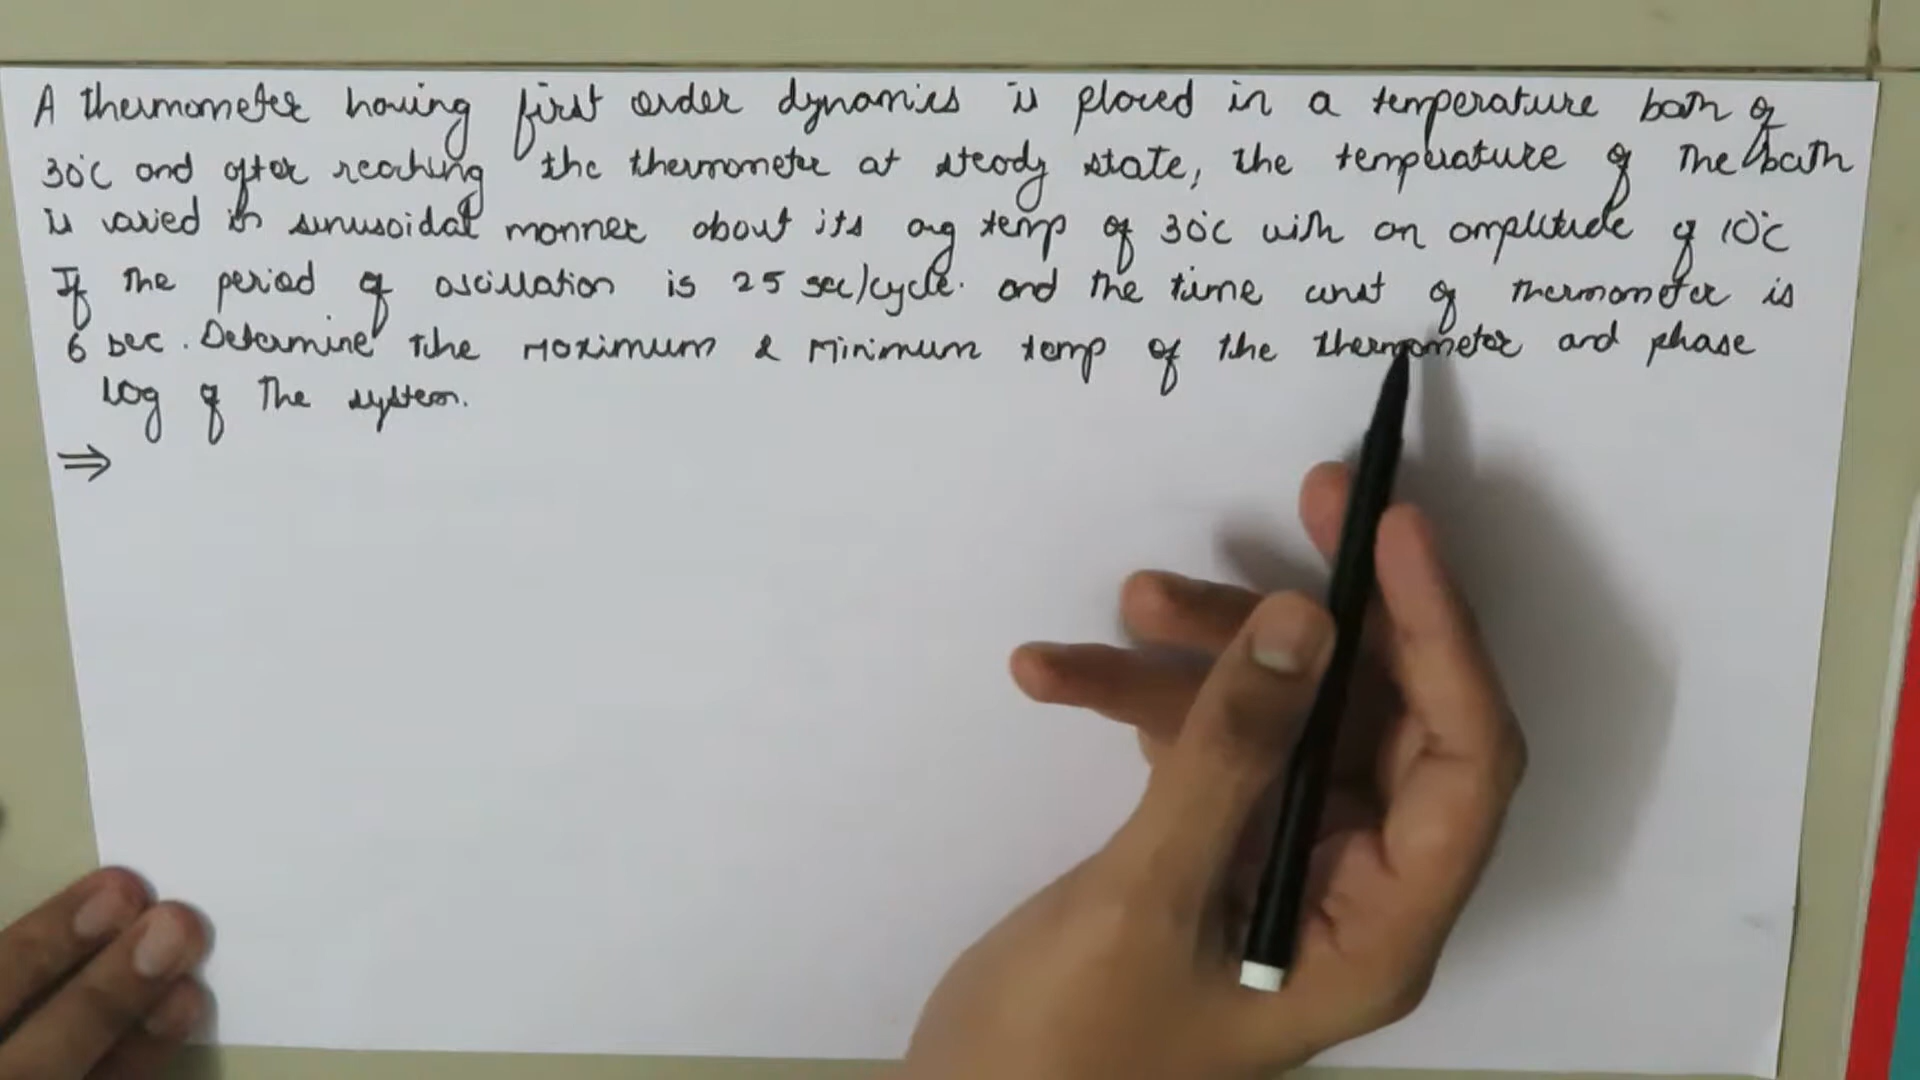 A thermometer having first order dynamics is placed in a temperature bath of
30°C and after reaching the thermometer at steady state, the temperature of the bath
is varied in sinusoidal manner about its avg temp of 30°C with an amplitude of 10°C
If the period of oscillation is 25 sec/cycle. and the time const of thermometer is
6 sec. Determine the Maximum & Minimum temp of the thermometer and phase
log of the system.
⇒